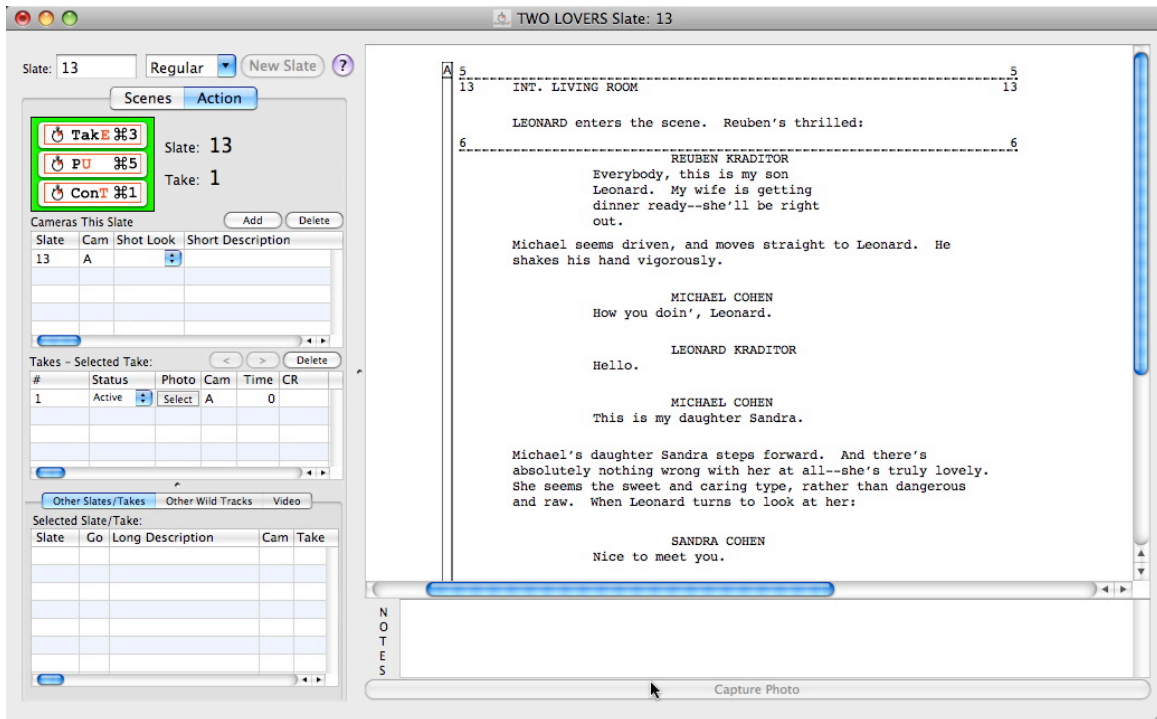 TWO LOVERS Slate: 13
Slate: 13 Regular New Slate ?
Scenes Action
TakE ⌘3
PU ⌘5
ConT ⌘1
Slate: 13
Take: 1
Cameras This Slate Add Delete
Slate Cam Shot Look Short Description
13 A
Takes – Selected Take: < > Delete
# Status Photo Cam Time CR
1 Active Select A 0
Other Slates/Takes Other Wild Tracks Video
Selected Slate/Take:
Slate Go Long Description Cam Take
A 5 5
13 INT. LIVING ROOM 13
LEONARD enters the scene. Reuben's thrilled:
6 6
REUBEN KRADITOR
Everybody, this is my son
Leonard. My wife is getting
dinner ready--she'll be right
out.
Michael seems driven, and moves straight to Leonard. He
shakes his hand vigorously.
MICHAEL COHEN
How you doin', Leonard.
LEONARD KRADITOR
Hello.
MICHAEL COHEN
This is my daughter Sandra.
Michael's daughter Sandra steps forward. And there's
absolutely nothing wrong with her at all--she's truly lovely.
She seems the sweet and caring type, rather than dangerous
and raw. When Leonard turns to look at her:
SANDRA COHEN
Nice to meet you.
NOTES
Capture Photo